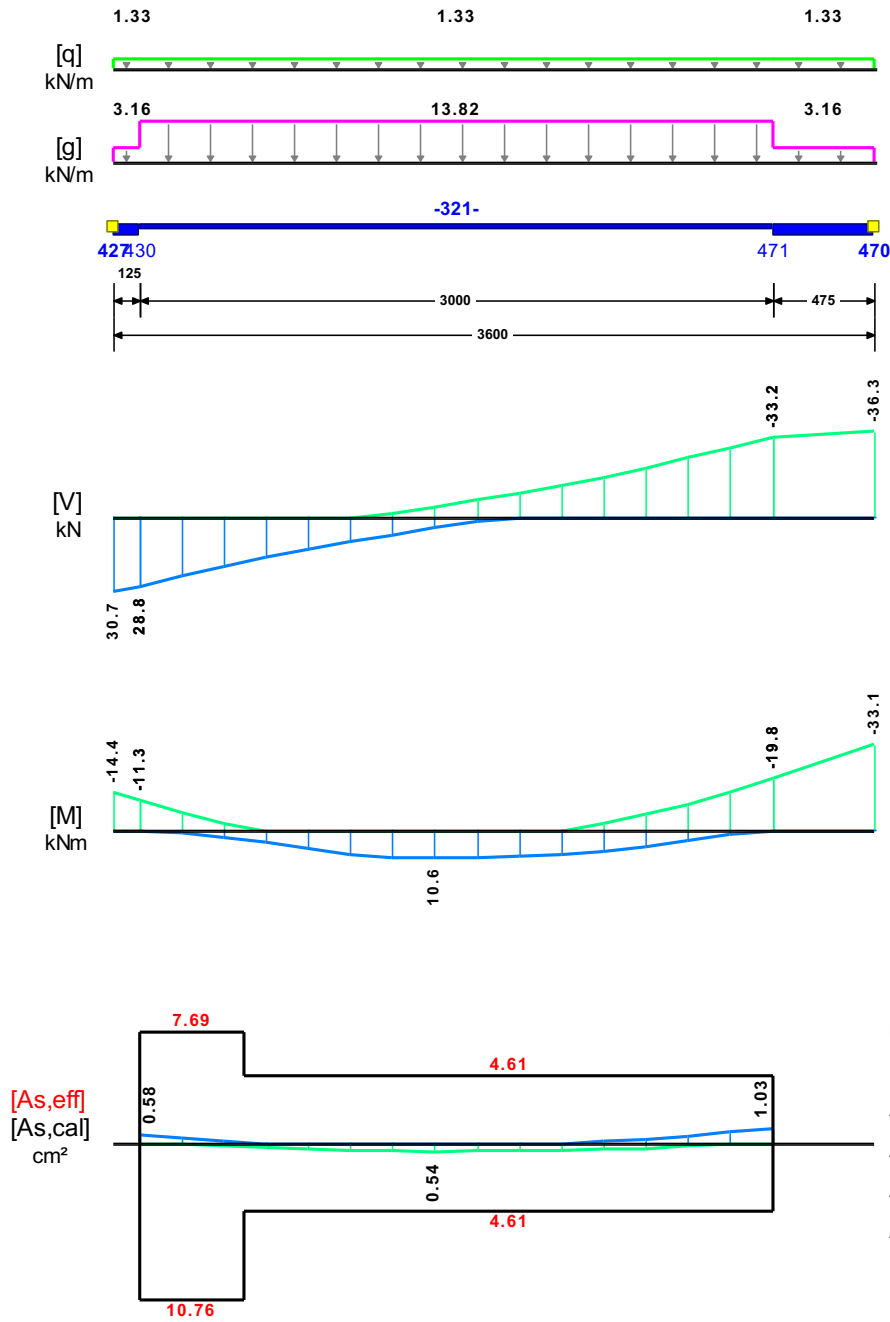 1.33 1.33 1.33
[q]
kN/m
3.16 13.82 3.16
[g]
kN/m
-321-
427 430 471 470
125
3000 475
3600
-33.2 -36.3
[V]
kN
30.7 28.8
-14.4 -11.3 -19.8 -33.1
[M]
kNm
10.6
7.69
4.61
[As,eff]
[As,cal]
cm²
0.58 1.03
0.54
4.61
10.76